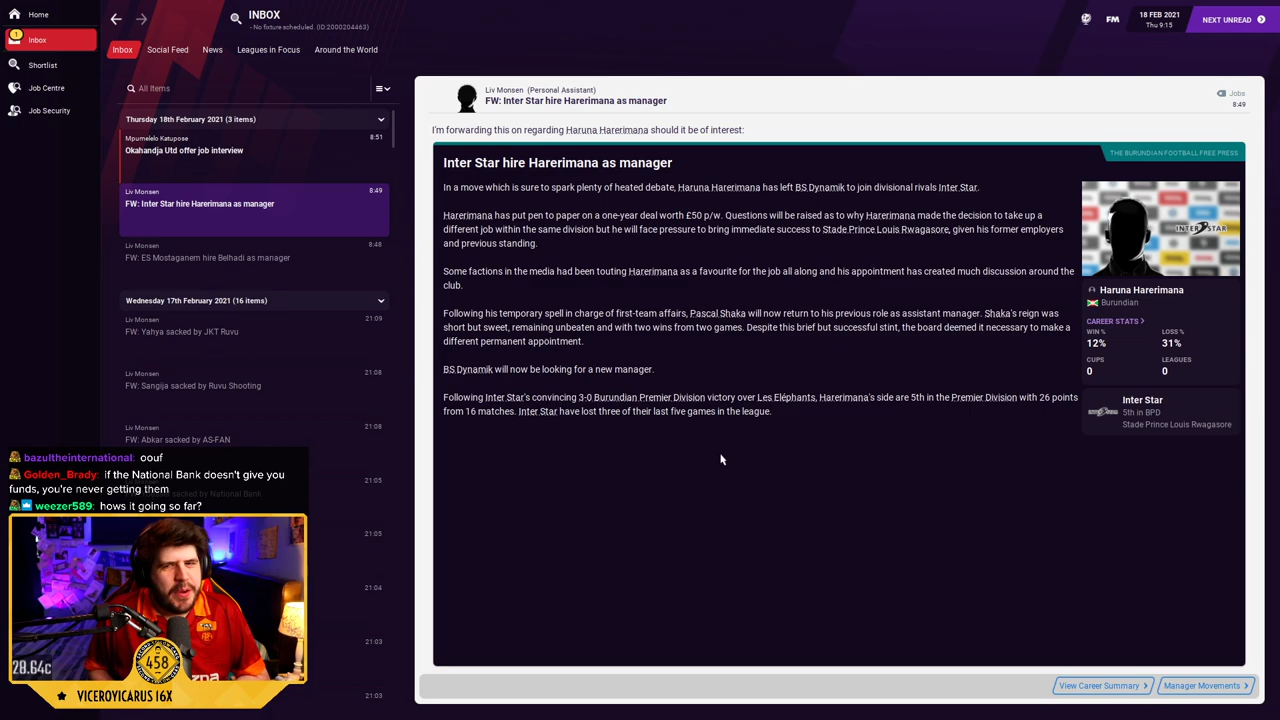 Home
Inbox
1
Shortlist
Job Centre
Job Security
INBOX
- No fixture scheduled. (ID:2000204463)
FM
18 FEB 2021
Thu 9:15
NEXT UNREAD
Inbox
Social Feed
News
Leagues in Focus
Around the World
All Items
Thursday 18th February 2021 (3 items)
Mpumelelo Katupose
8:51
Okahandja Utd offer job interview
Liv Monsen
8:49
FW: Inter Star hire Harerimana as manager
Liv Monsen
8:48
FW: ES Mostaganem hire Belhadi as manager
Wednesday 17th February 2021 (16 items)
Liv Monsen
21:09
FW: Yahya sacked by JKT Ruvu
Liv Monsen
21:08
FW: Sangija sacked by Ruvu Shooting
Liv Monsen
21:08
FW: Abkar sacked by AS-FAN
21:05
sacked by National Bank
21:05
21:04
21:03
21:03
bazultheinternational: oouf
Golden_Brady: if the National Bank doesn't give you
funds, you're never getting them
weezer589: hows it going so far?
28.64c
458
VICEROVICARUS 16X
Liv Monsen (Personal Assistant)
FW: Inter Star hire Harerimana as manager
Jobs
8:49
I'm forwarding this on regarding Haruna Harerimana should it be of interest:
THE BURUNDIAN FOOTBALL FREE PRESS
Inter Star hire Harerimana as manager
In a move which is sure to spark plenty of heated debate, Haruna Harerimana has left BS Dynamik to join divisional rivals Inter Star.
Harerimana has put pen to paper on a one-year deal worth £50 p/w. Questions will be raised as to why Harerimana made the decision to take up a
different job within the same division but he will face pressure to bring immediate success to Stade Prince Louis Rwagasore, given his former employers
and previous standing.
Some factions in the media had been touting Harerimana as a favourite for the job all along and his appointment has created much discussion around the
club.
Following his temporary spell in charge of first-team affairs, Pascal Shaka will now return to his previous role as assistant manager. Shaka's reign was
short but sweet, remaining unbeaten and with two wins from two games. Despite this brief but successful stint, the board deemed it necessary to make a
different permanent appointment.
BS Dynamik will now be looking for a new manager.
Following Inter Star's convincing 3-0 Burundian Premier Division victory over Les Eléphants, Harerimana's side are 5th in the Premier Division with 26 points
from 16 matches. Inter Star have lost three of their last five games in the league.
INTER STAR
Haruna Harerimana
Burundian
CAREER STATS
WIN %
LOSS %
12%
31%
CUPS
LEAGUES
0
0
Inter Star
5th in BPD
Stade Prince Louis Rwagasore
View Career Summary
Manager Movements